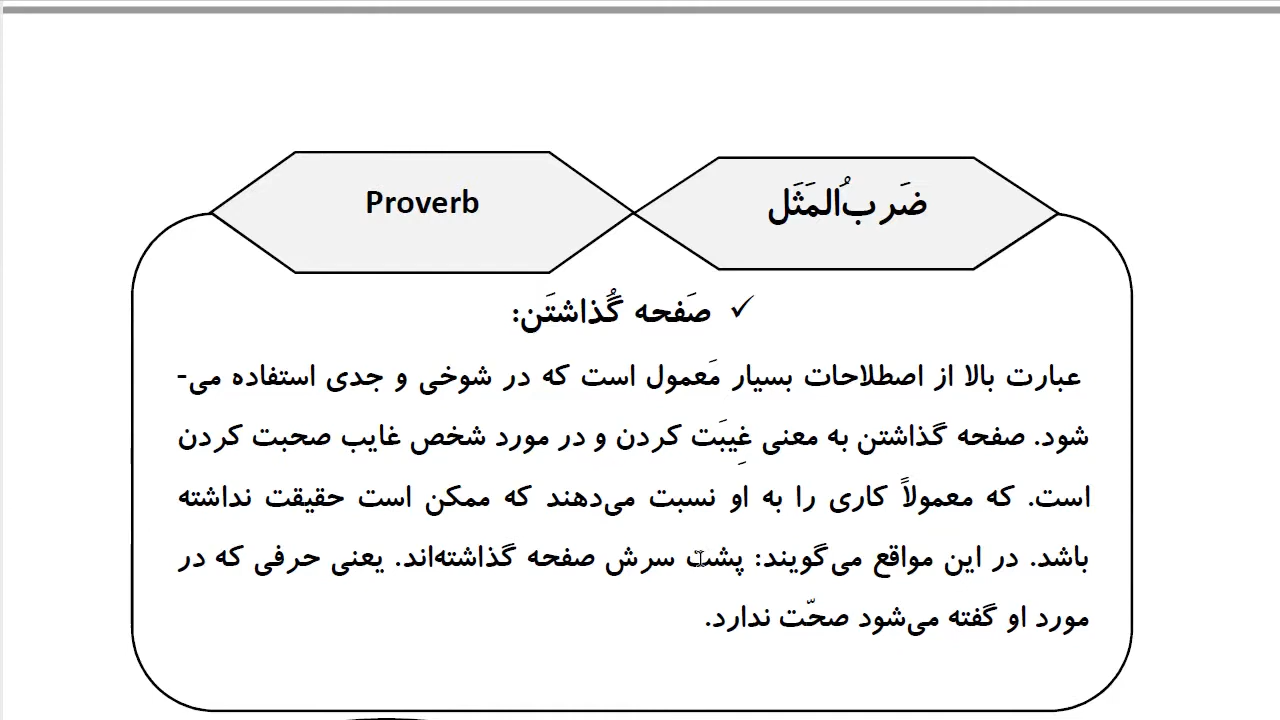 Proverb
ضَربُ‌المَثَل
✓ صَفحه گُذاشتَن:
عبارت بالا از اصطلاحات بسیار مَعمول است که در شوخی و جدی استفاده می-
شود. صفحه گذاشتن به معنی غِیبَت کردن و در مورد شخص غایب صحبت کردن
است. که معمولاً کاری را به او نسبت می‌دهند که ممکن است حقیقت نداشته
باشد. در این مواقع می‌گویند: پشت سرش صفحه گذاشته‌اند. یعنی حرفی که در
مورد او گفته می‌شود صحّت ندارد.